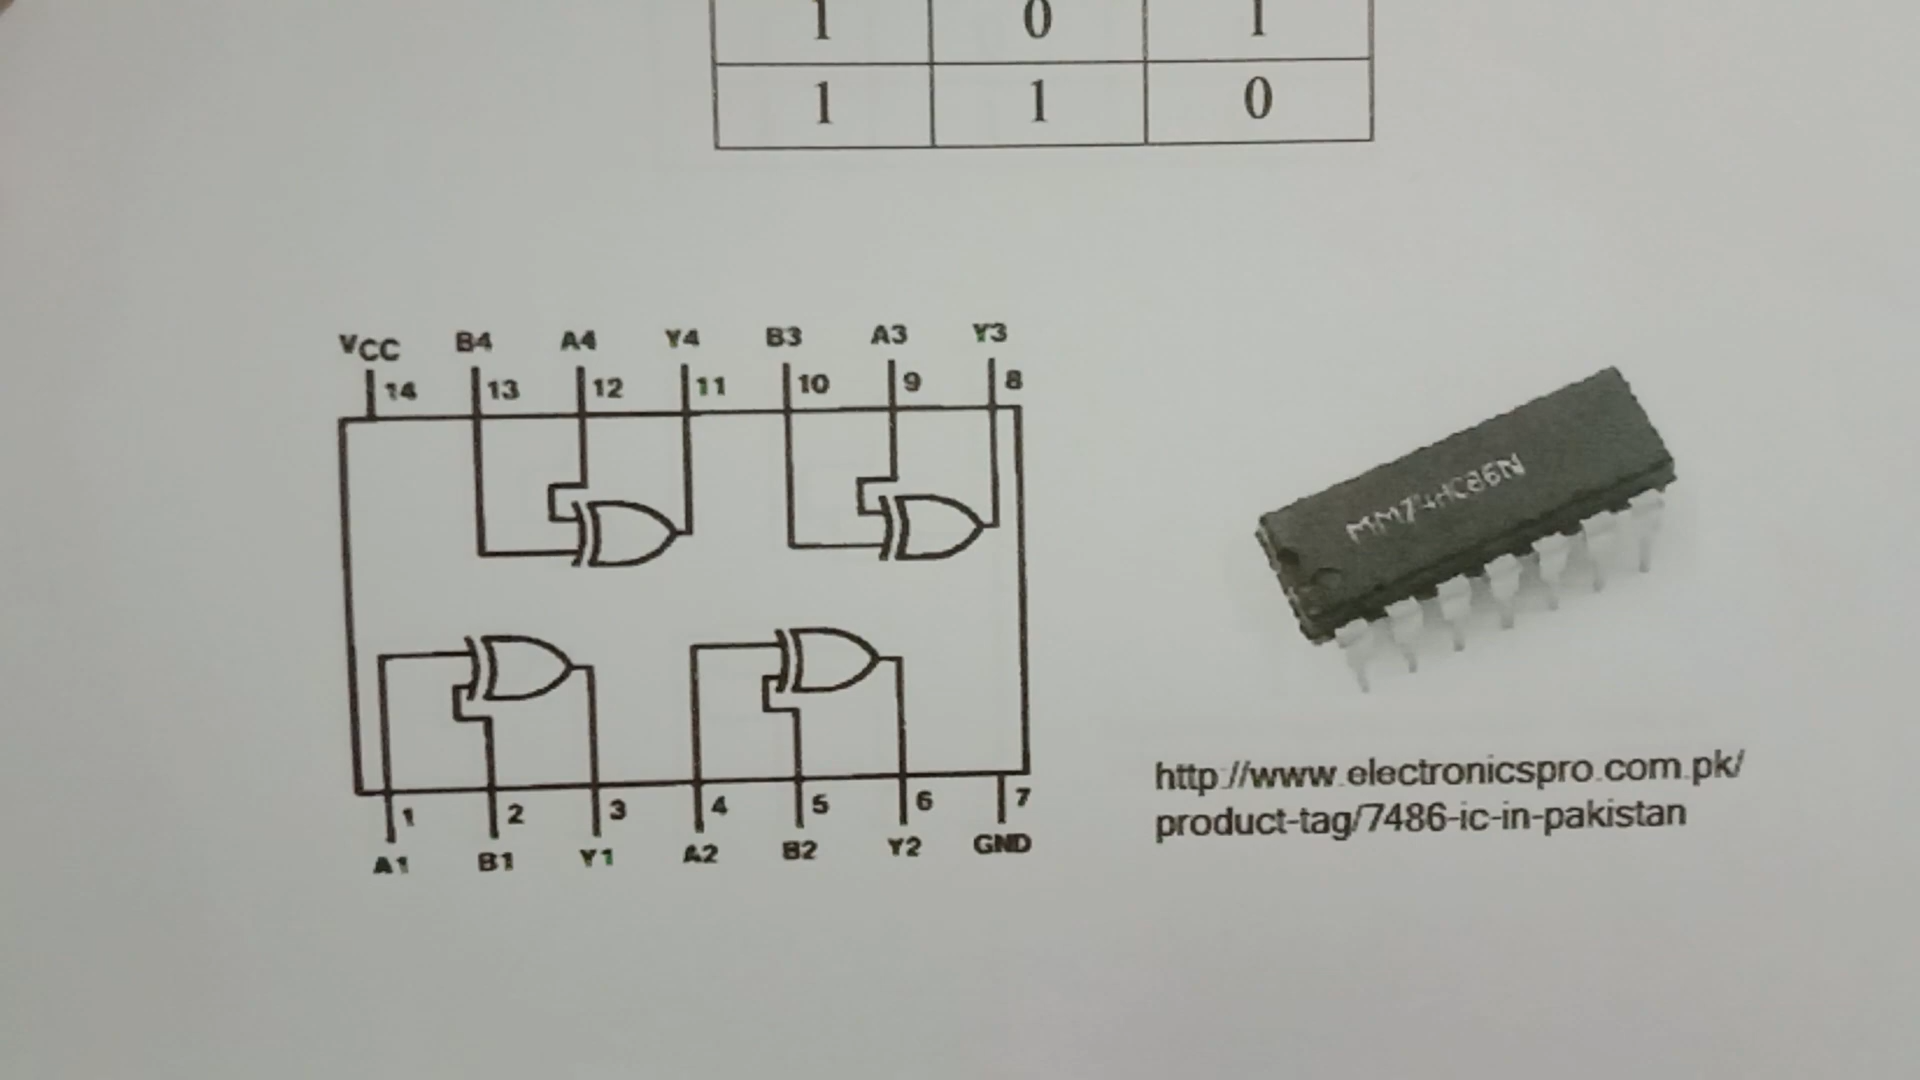 1 0 1
1 1 0
VCC B4 A4 Y4 B3 A3 Y3
14 13 12 11 10 9 8
MM74HC86N
1 2 3 4 5 6 7
A1 B1 Y1 A2 B2 Y2 GND
http://www.electronicspro.com.pk/
product-tag/7486-ic-in-pakistan